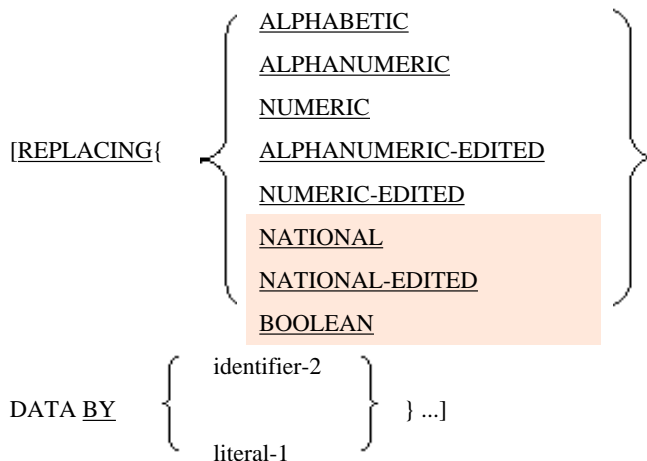 ALPHABETIC
ALPHANUMERIC
NUMERIC
[REPLACING{ ALPHANUMERIC-EDITED
NUMERIC-EDITED
NATIONAL
NATIONAL-EDITED
BOOLEAN
identifier-2
DATA BY } ...]
literal-1